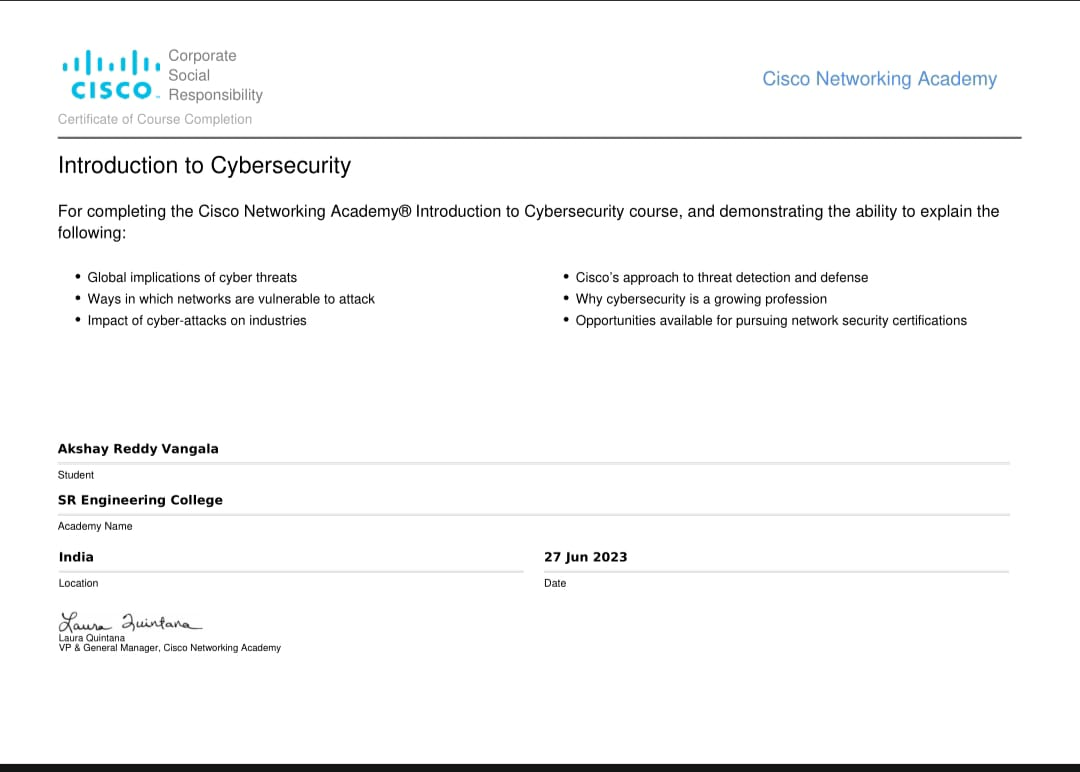 Corporate
Social
CISCO™ Responsibility
Cisco Networking Academy
Certificate of Course Completion
Introduction to Cybersecurity
For completing the Cisco Networking Academy® Introduction to Cybersecurity course, and demonstrating the ability to explain the
following:
• Global implications of cyber threats
• Ways in which networks are vulnerable to attack
• Impact of cyber-attacks on industries
• Cisco's approach to threat detection and defense
• Why cybersecurity is a growing profession
• Opportunities available for pursuing network security certifications
Akshay Reddy Vangala
Student
SR Engineering College
Academy Name
India
Location
27 Jun 2023
Date
Laura Quintana
Laura Quintana
VP & General Manager, Cisco Networking Academy